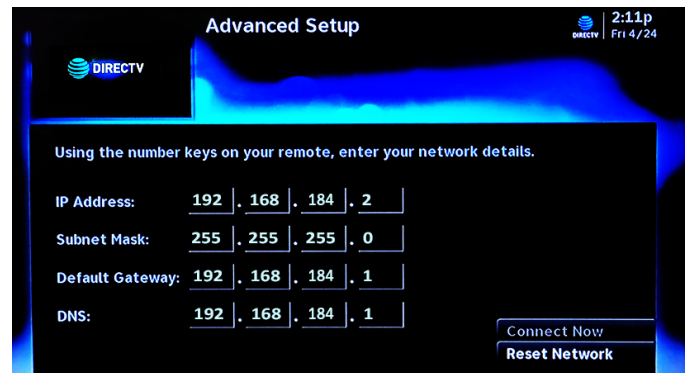 Advanced Setup
DIRECTV
2:11p
Fri 4/24
DIRECTV
Using the number keys on your remote, enter your network details.
IP Address: 192 . 168 . 184 . 2
Subnet Mask: 255 . 255 . 255 . 0
Default Gateway: 192 . 168 . 184 . 1
DNS: 192 . 168 . 184 . 1
Connect Now
Reset Network